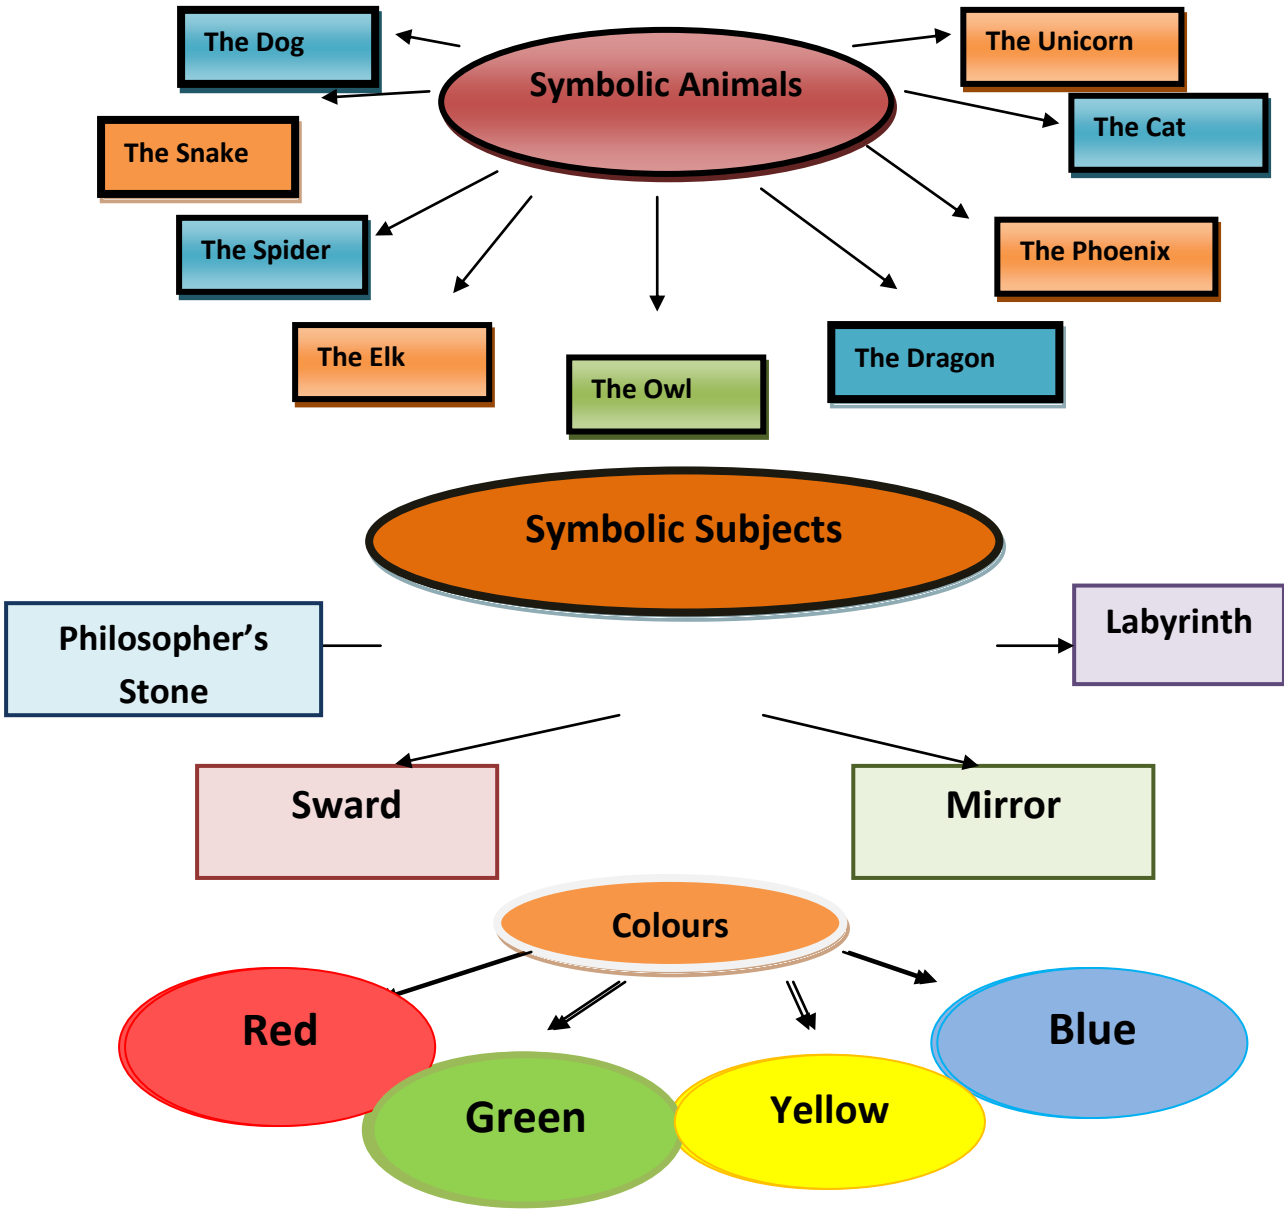 The Dog
Symbolic Animals
The Unicorn
The Cat
The Snake
The Spider
The Phoenix
The Elk
The Owl
The Dragon
Symbolic Subjects
Philosopher’s
Stone
Labyrinth
Sward
Mirror
Colours
Red
Green
Yellow
Blue